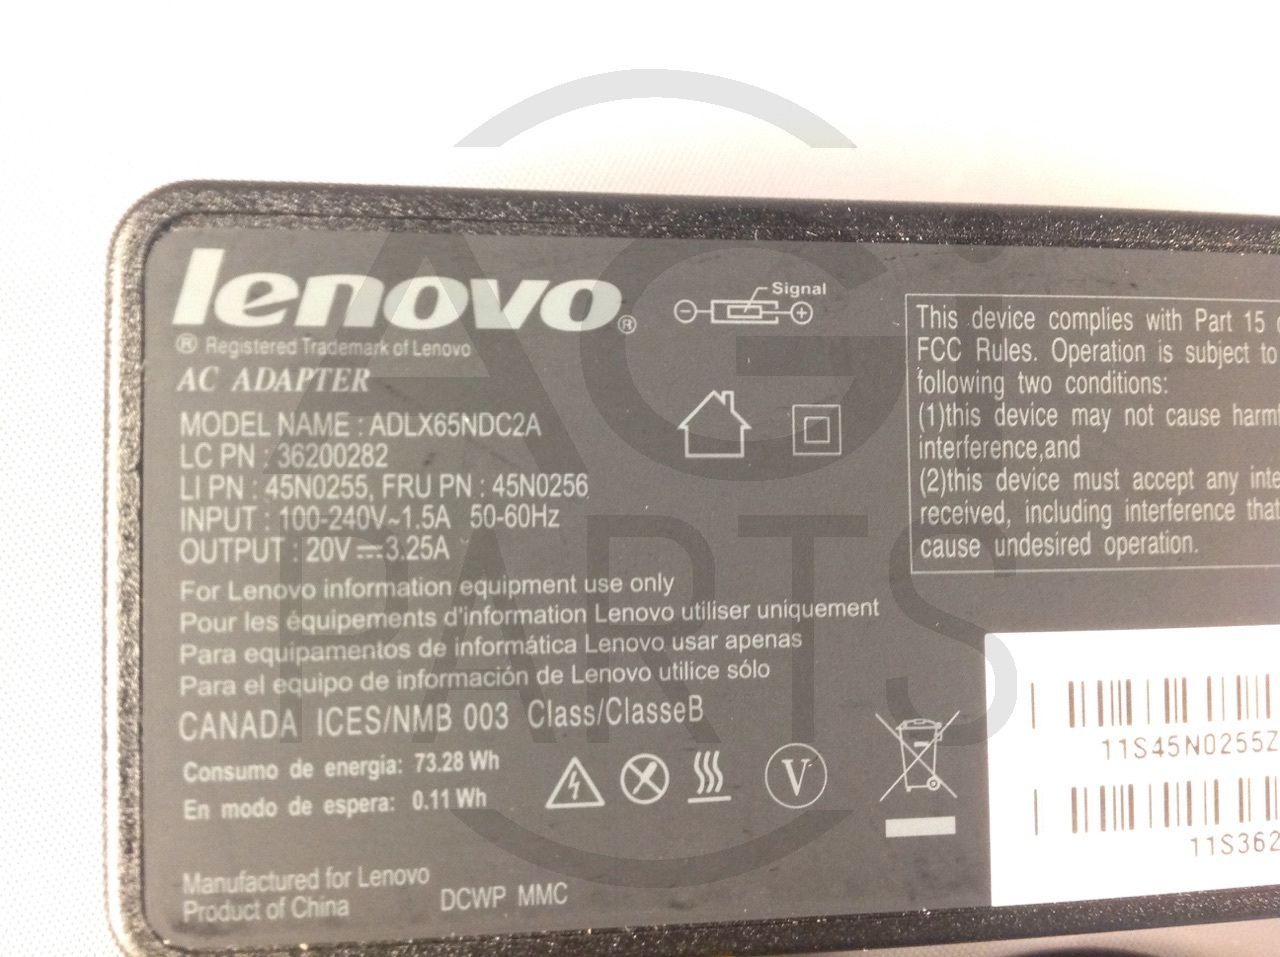 lenovo®
® Registered Trademark of Lenovo
AC ADAPTER
MODEL NAME : ADLX65NDC2A
LC PN : 36200282
LI PN : 45N0255, FRU PN : 45N0256
INPUT : 100-240V~1.5A 50-60Hz
OUTPUT : 20V⎓3.25A
For Lenovo information equipment use only
Pour les équipements d'information Lenovo utiliser uniquement
Para equipamentos de informática Lenovo usar apenas
Para el equipo de información de Lenovo utilice sólo
CANADA ICES/NMB 003 Class/ClasseB
Consumo de energia: 73.28 Wh
En modo de espera: 0.11 Wh
Manufactured for Lenovo
Product of China
DCWP MMC
Signal
V
This device complies with Part 15
FCC Rules. Operation is subject to
following two conditions:
(1)this device may not cause
interference,and
(2)this device must accept any
received, including interference that
cause undesired operation.
11S45N0255Z
11S362
AGi
PARTS